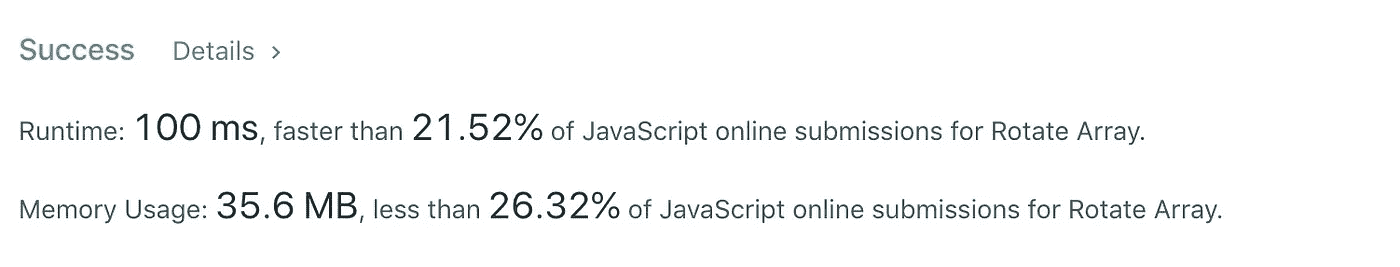 Success Details >
Runtime: 100 ms, faster than 21.52% of JavaScript online submissions for Rotate Array.
Memory Usage: 35.6 MB, less than 26.32% of JavaScript online submissions for Rotate Array.